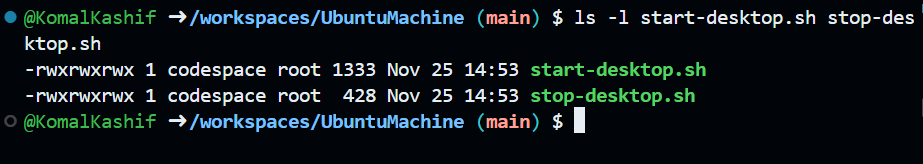 @KomalKashif ➜/workspaces/UbuntuMachine (main) $ ls -l start-desktop.sh stop-des
ktop.sh
-rwxrwxrwx 1 codespace root 1333 Nov 25 14:53 start-desktop.sh
-rwxrwxrwx 1 codespace root  428 Nov 25 14:53 stop-desktop.sh
@KomalKashif ➜/workspaces/UbuntuMachine (main) $